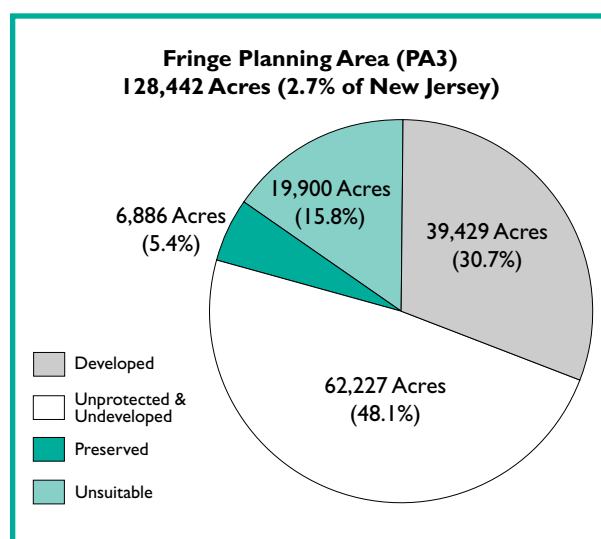 Fringe Planning Area (PA3)
128,442 Acres (2.7% of New Jersey)
19,900 Acres
(15.8%)
6,886 Acres
(5.4%)
39,429 Acres
(30.7%)
62,227 Acres
(48.1%)
Developed
Unprotected &
Undeveloped
Preserved
Unsuitable